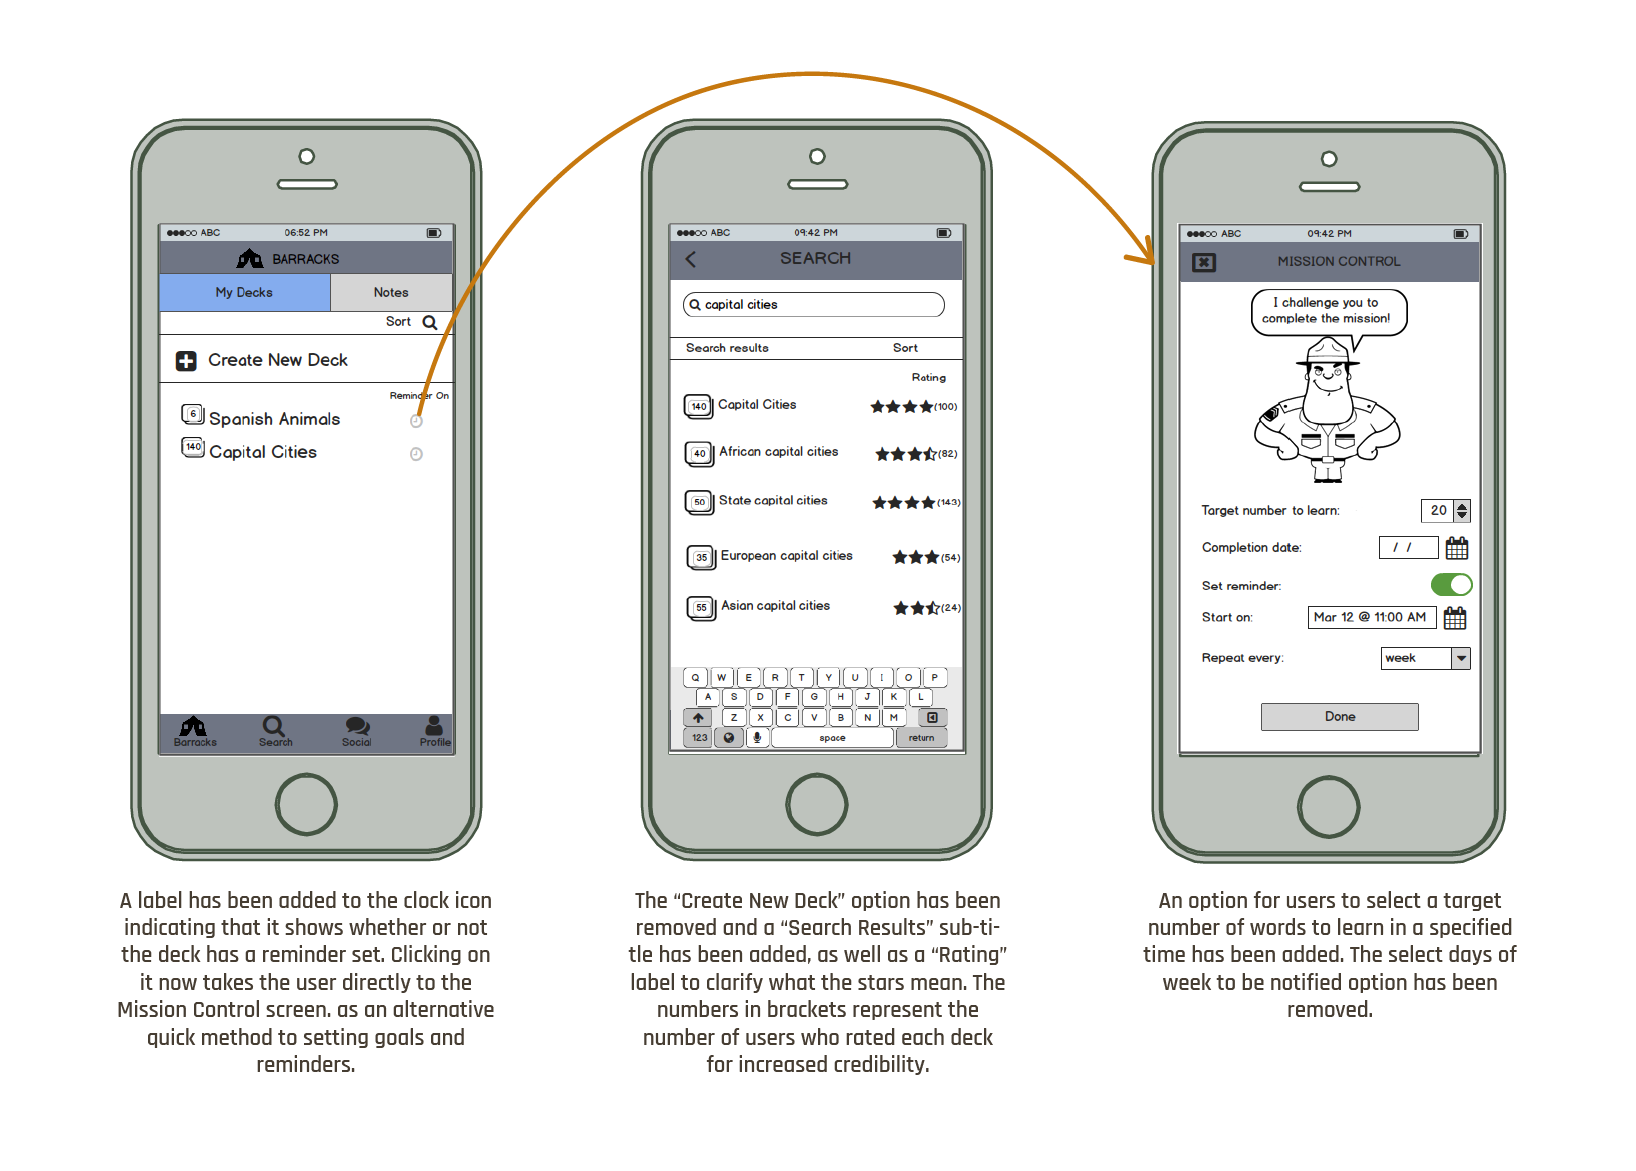 ABC 06:52 PM
BARRACKS
My Decks Notes
Sort
Create New Deck
Reminder On
6 Spanish Animals
140 Capital Cities
Barracks Search Social Profile
A label has been added to the clock icon
indicating that it shows whether or not
the deck has a reminder set. Clicking on
it now takes the user directly to the
Mission Control screen. as an alternative
quick method to setting goals and
reminders.
ABC 09:42 PM
SEARCH
capital cities
Search results Sort
Rating
140 Capital Cities (100)
40 African capital cities (82)
50 State capital cities (143)
35 European capital cities (54)
55 Asian capital cities (24)
Q W E R T Y U I O P
A S D F G H J K L
Z X C V B N M
123 space return
The “Create New Deck” option has been
removed and a “Search Results” sub-ti-
tle has been added, as well as a “Rating”
label to clarify what the stars mean. The
numbers in brackets represent the
number of users who rated each deck
for increased credibility.
ABC 09:42 PM
MISSION CONTROL
I challenge you to
complete the mission!
Target number to learn: 20
Completion date: / /
Set reminder:
Start on: Mar 12 @ 11:00 AM
Repeat every: week
Done
An option for users to select a target
number of words to learn in a specified
time has been added. The select days of
week to be notified option has been
removed.